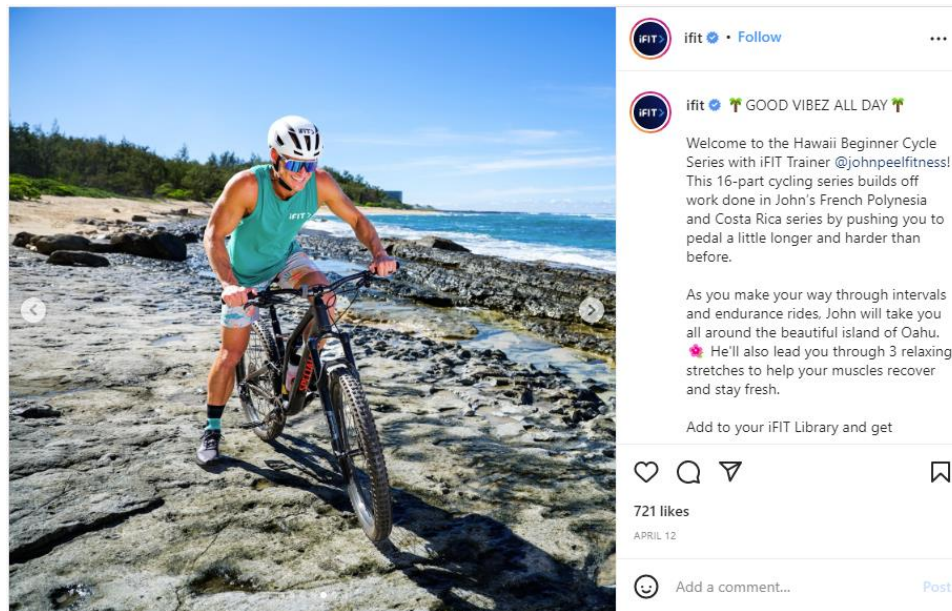 iFIT
iFIT
SPECIAL
iFIT
ifit • Follow
iFIT
ifit 🌴 GOOD VIBEZ ALL DAY 🌴
Welcome to the Hawaii Beginner Cycle
Series with iFIT Trainer @johnpeelfitness!
This 16-part cycling series builds off
work done in John's French Polynesia
and Costa Rica series by pushing you to
pedal a little longer and harder than
before.
As you make your way through intervals
and endurance rides, John will take you
all around the beautiful island of Oahu.
🌺 He'll also lead you through 3 relaxing
stretches to help your muscles recover
and stay fresh.
Add to your iFIT Library and get
721 likes
APRIL 12
Add a comment...
Post